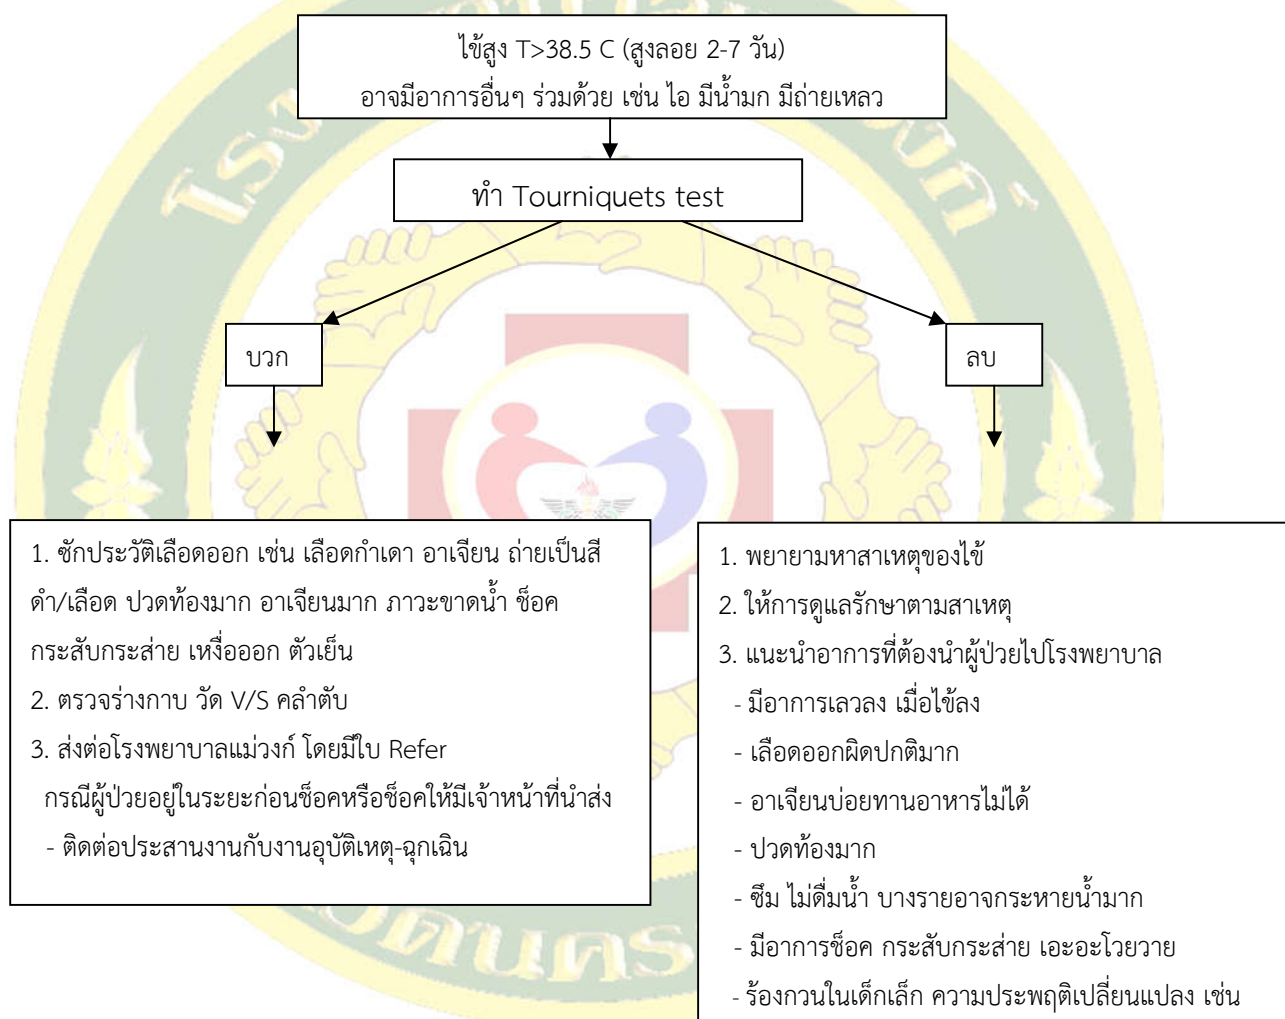 ไข้สูง T>38.5 C (สูงลอย 2-7 วัน)
อาจมีอาการอื่นๆ ร่วมด้วย เช่น ไอ มีน้ำมูก มีถ่ายเหลว
ทำ Tourniquets test
บวก
ลบ
1. ซักประวัติเลือดออก เช่น เลือดกำเดา อาเจียน ถ่ายเป็นสี
ดำ/เลือด ปวดท้องมาก อาเจียนมาก ภาวะขาดน้ำ ช็อค
กระสับกระส่าย เหงื่อออก ตัวเย็น
2. ตรวจร่างกาบ วัด V/S คลำตับ
3. ส่งต่อโรงพยาบาลแม่วงก์ โดยมีใบ Refer
กรณีผู้ป่วยอยู่ในระยะก่อนช็อคหรือช็อคให้มีเจ้าหน้าที่นำส่ง
- ติดต่อประสานงานกับงานอุบัติเหตุ-ฉุกเฉิน
1. พยายามหาสาเหตุของไข้
2. ให้การดูแลรักษาตามสาเหตุ
3. แนะนำอาการที่ต้องนำผู้ป่วยไปโรงพยาบาล
- มีอาการเลวลง เมื่อไข้ลง
- เลือดออกผิดปกติมาก
- อาเจียนบ่อยทานอาหารไม่ได้
- ปวดท้องมาก
- ซึม ไม่ดื่มน้ำ บางรายอาจกระหายน้ำมาก
- มีอาการช็อค กระสับกระส่าย เอะอะโวยวาย
- ร้องกวนในเด็กเล็ก ความประพฤติเปลี่ยนแปลง เช่น